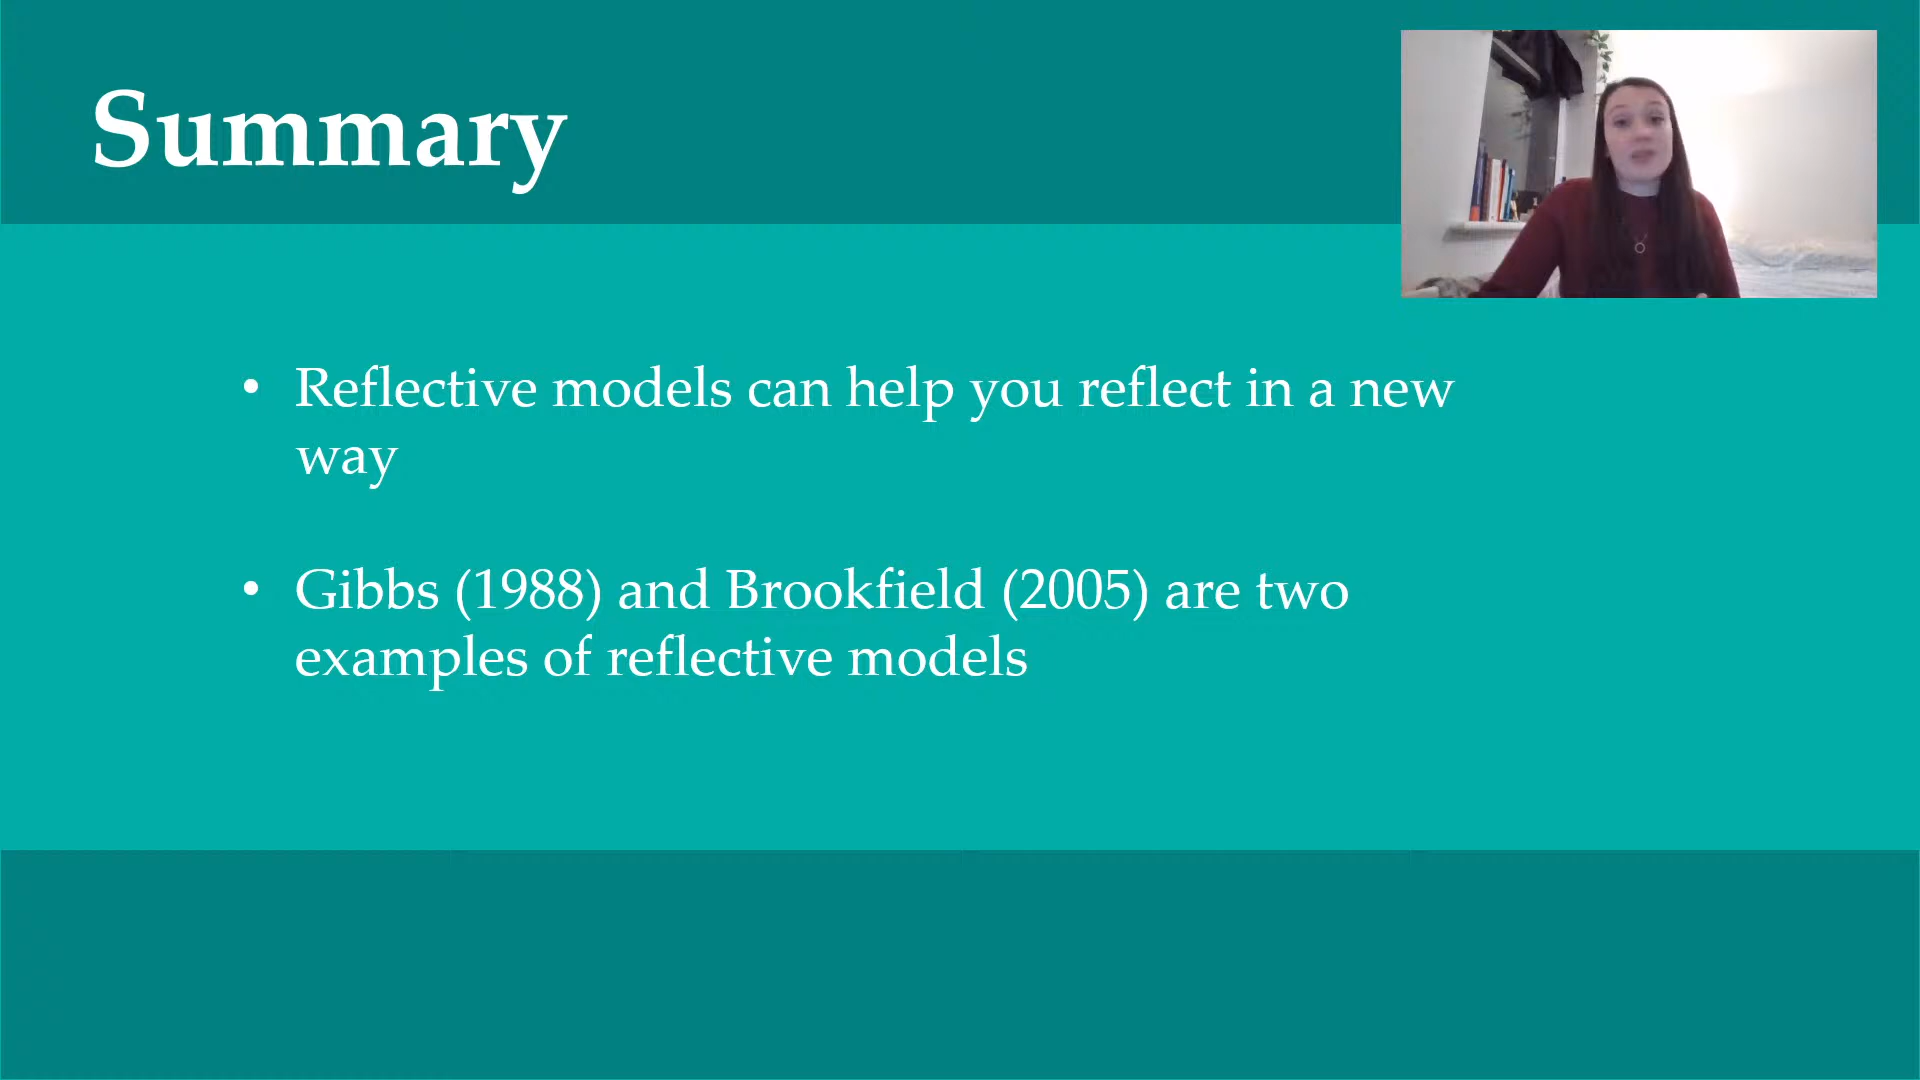 Summary
• Reflective models can help you reflect in a new
way
• Gibbs (1988) and Brookfield (2005) are two
examples of reflective models